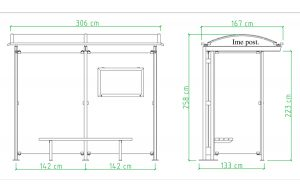 306 cm
167 cm
Ime post.
258 cm
223 cm
142 cm
142 cm
133 cm